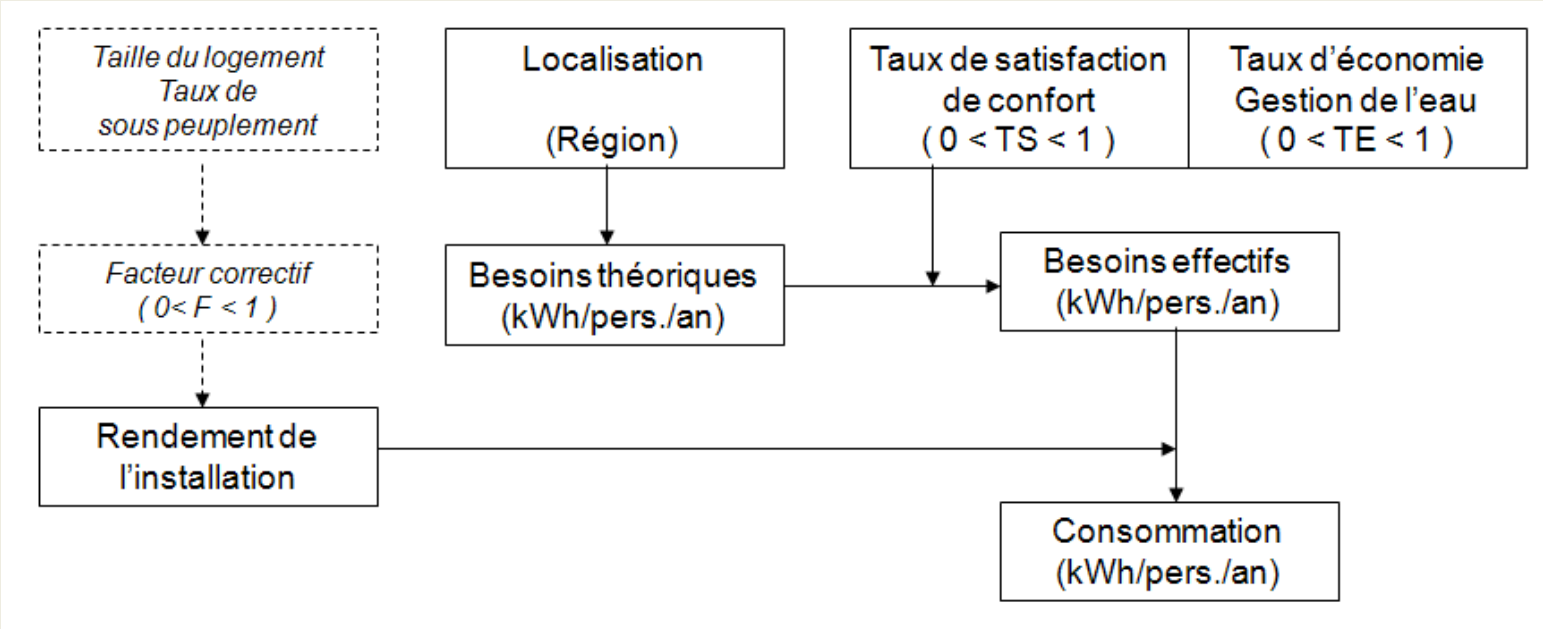 Taille du logement
Taux de
sous peuplement
Localisation
(Région)
Taux de satisfaction
de confort
( 0 < TS < 1 )
Taux d'économie
Gestion de l'eau
( 0 < TE < 1 )
Facteur correctif
( 0< F < 1 )
Besoins théoriques
(kWh/pers./an)
Besoins effectifs
(kWh/pers./an)
Rendement de
l'installation
Consommation
(kWh/pers./an)